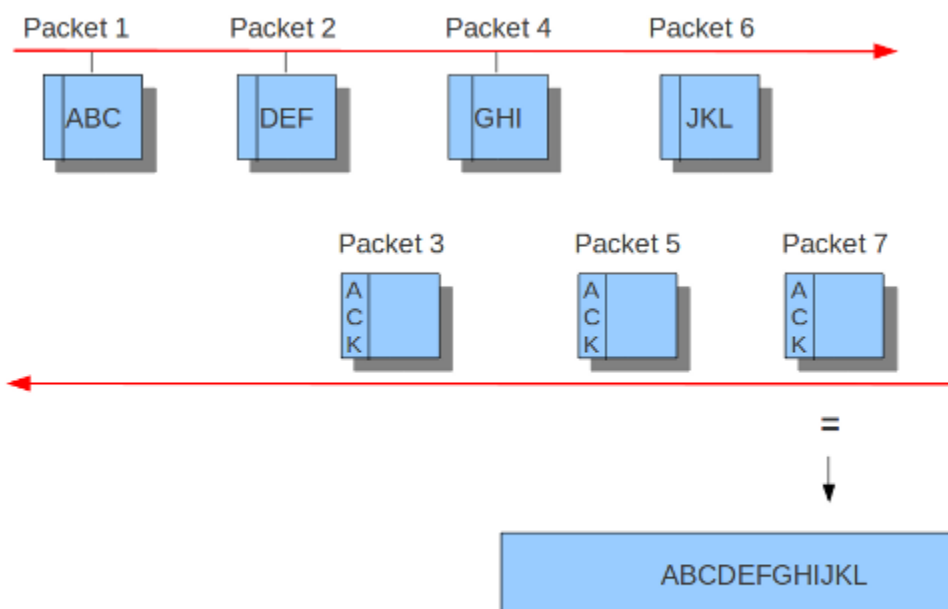 Packet 1 Packet 2 Packet 4 Packet 6
ABC DEF GHI JKL
Packet 3 Packet 5 Packet 7
A A A
C C C
K K K
=
ABCDEFGHIJKL